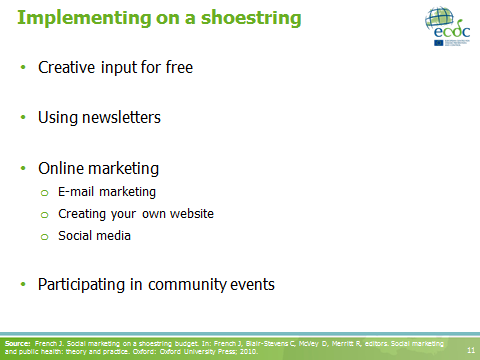 Implementing on a shoestring
ecdc
• Creative input for free
• Using newsletters
• Online marketing
o E-mail marketing
o Creating your own website
o Social media
• Participating in community events
Source: French J. Social marketing on a shoestring budget. In: French J, Blair-Stevens C, McVey D, Merritt R, editors. Social marketing
and public health: theory and practice. Oxford: Oxford University Press; 2010.
11